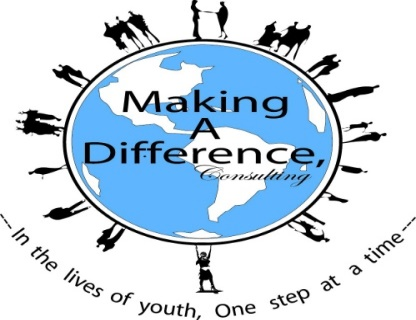 Making
A
Difference,
Consulting
--- In the lives of youth, One step at a time ---